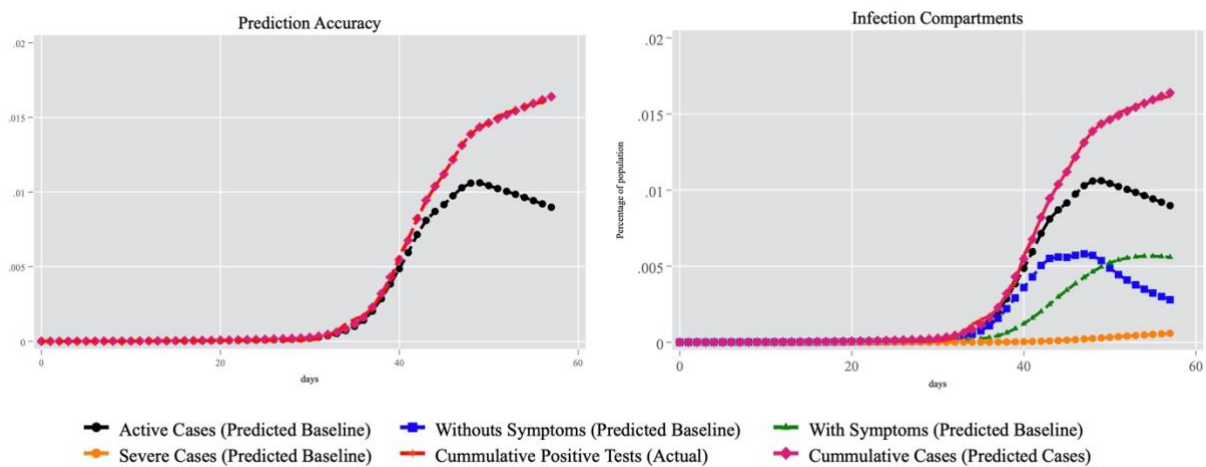 Prediction Accuracy
.02
.015
.01
.005
0
0
20
40
60
days
Infection Compartments
Percentage of population
.02
.015
.01
.005
0
0
20
40
60
days
Active Cases (Predicted Baseline)
Withouts Symptoms (Predicted Baseline)
With Symptoms (Predicted Baseline)
Severe Cases (Predicted Baseline)
Cummulative Positive Tests (Actual)
Cummulative Cases (Predicted Cases)